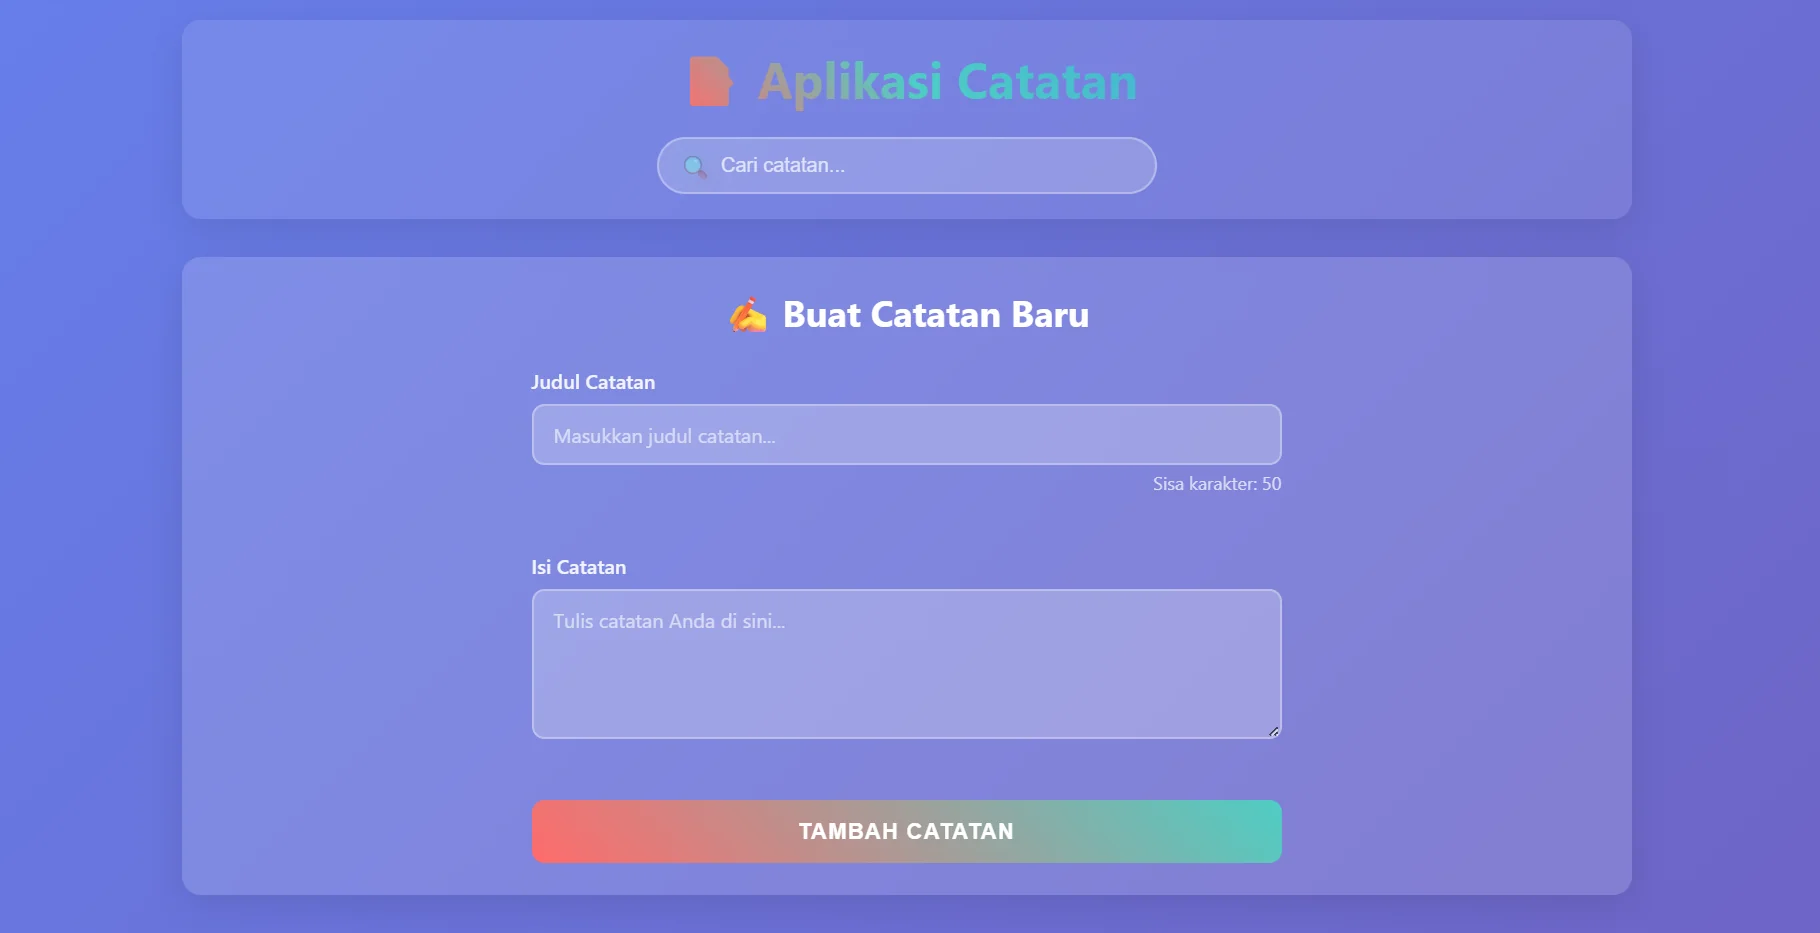 Aplikasi Catatan
Cari catatan...
Buat Catatan Baru
Judul Catatan
Masukkan judul catatan...
Sisa karakter: 50
Isi Catatan
Tulis catatan Anda di sini...
TAMBAH CATATAN